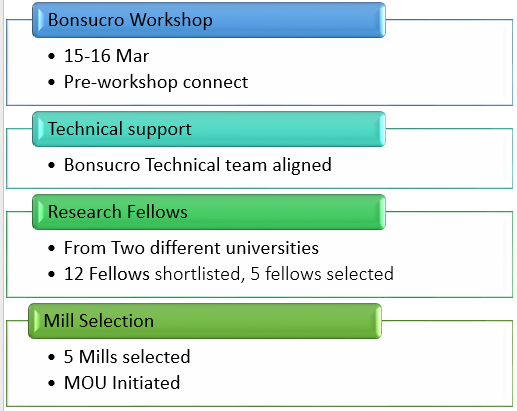 Bonsucro Workshop
• 15-16 Mar
• Pre-workshop connect
Technical support
• Bonsucro Technical team aligned
Research Fellows
• From Two different universities
• 12 Fellows shortlisted, 5 fellows selected
Mill Selection
• 5 Mills selected
• MOU Initiated